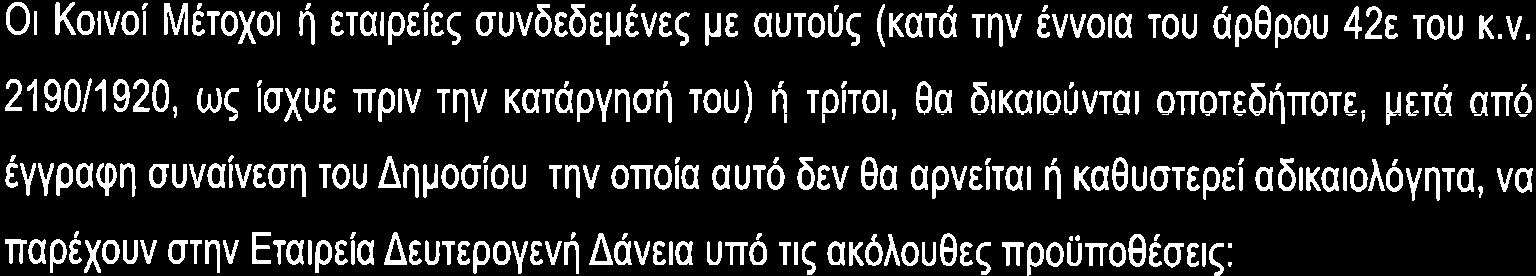 Οι Κοινοί Μέτοχοι ή εταιρείες συνδεδεμένες με αυτούς (κατά την έννοια του άρθρου 42ε του κ.ν.
2190/1920, ως ίσχυε πριν την κατάργησή του) ή τρίτοι, θα δικαιούνται οποτεδήποτε, μετά από
έγγραφη συναίνεση του Δημοσίου την οποία αυτό δεν θα αρνείται ή καθυστερεί αδικαιολόγητα, να
παρέχουν στην Εταιρεία Δευτερογενή Δάνεια υπό τις ακόλουθες προϋποθέσεις: